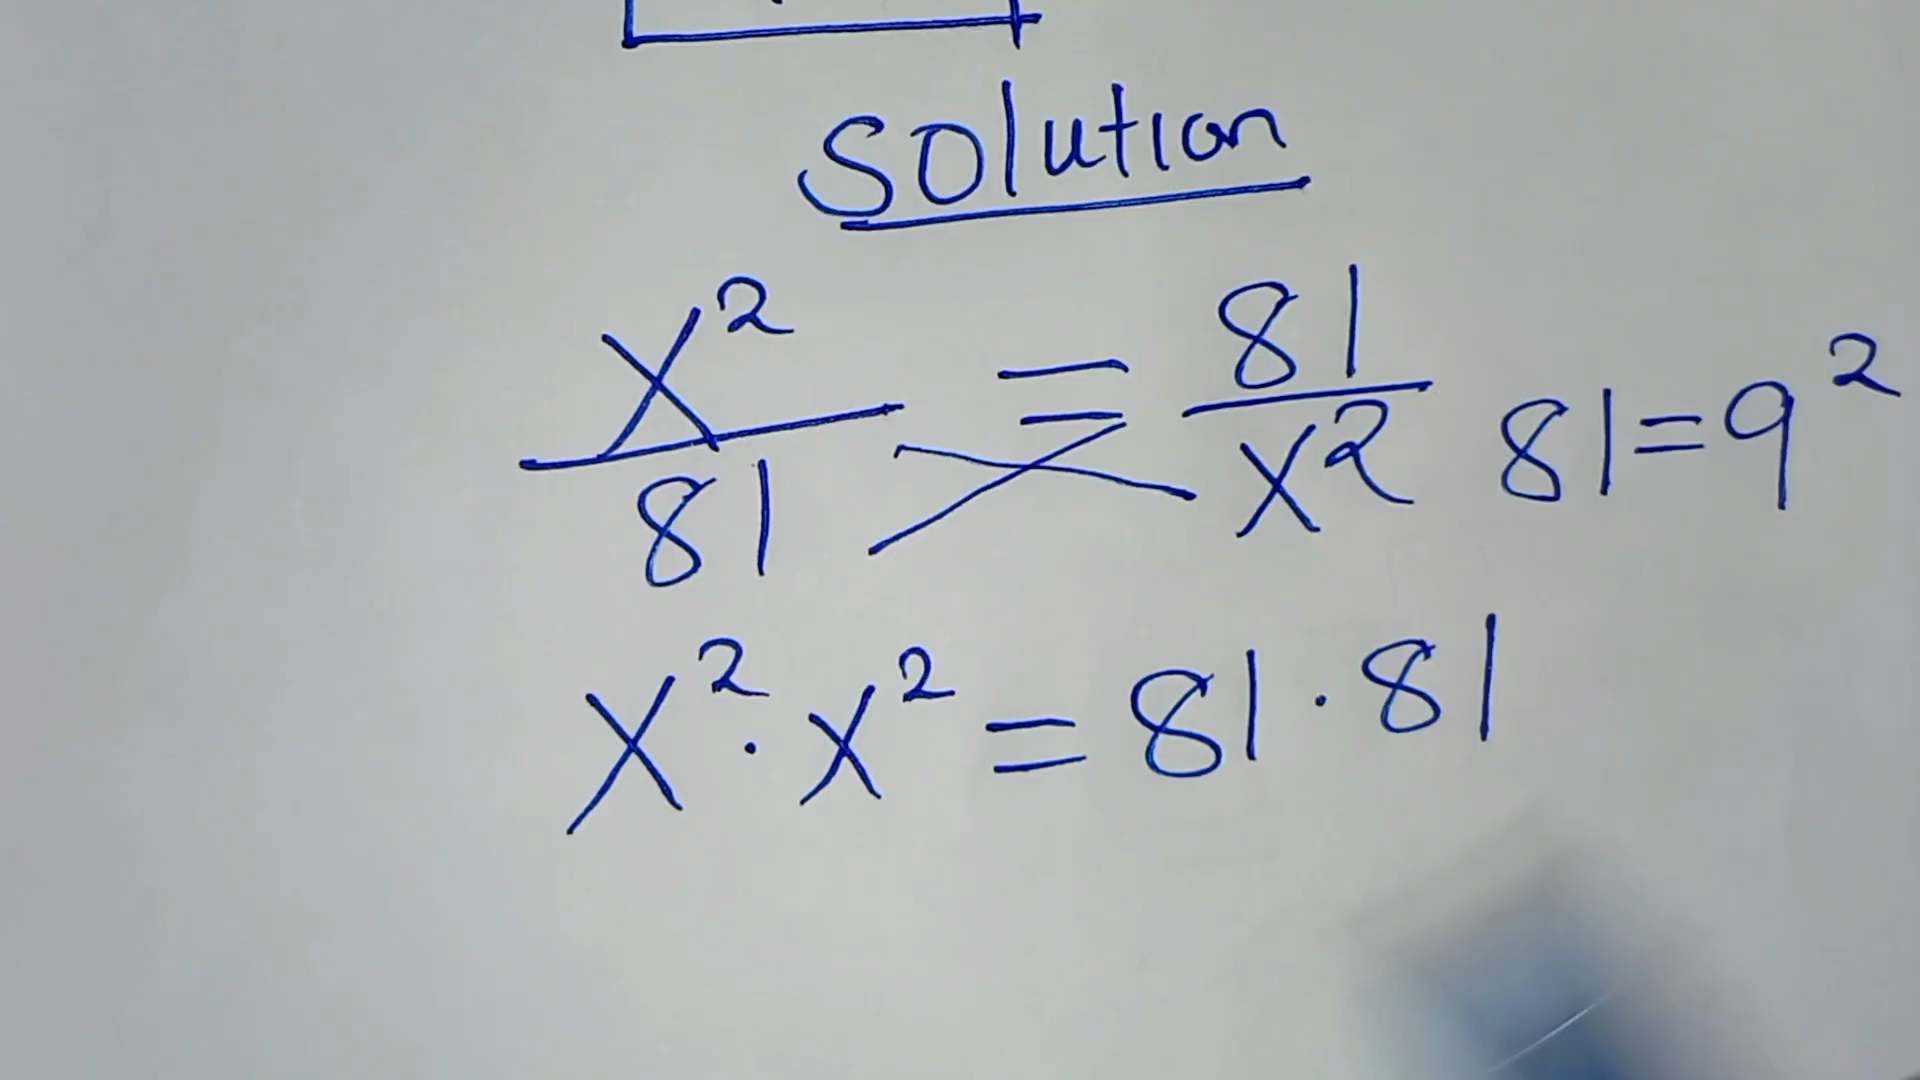 Solution
x²/81 = 81/x² 81=9²
x²·x² = 81·81